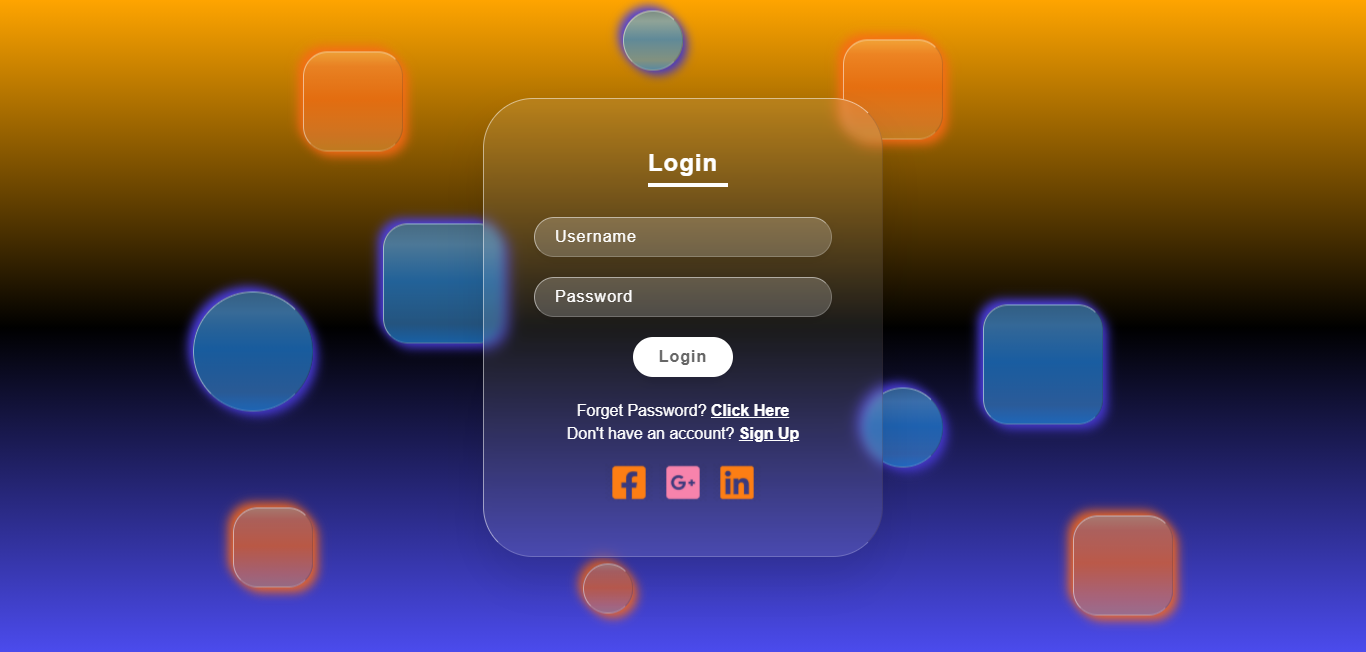 Login
Username
Password
Login
Forget Password? Click Here
Don't have an account? Sign Up